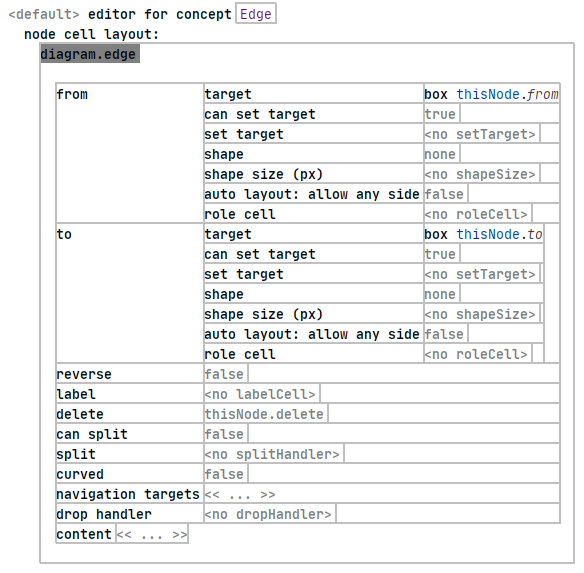 <default> editor for concept Edge
node cell layout:
diagram.edge
from target box thisNode.from
can set target true
set target <no setTarget>
shape none
shape size (px) <no shapeSize>
auto layout: allow any side false
role cell <no roleCell>
to target box thisNode.to
can set target true
set target <no setTarget>
shape none
shape size (px) <no shapeSize>
auto layout: allow any side false
role cell <no roleCell>
reverse false
label <no labelCell>
delete thisNode.delete
can split false
split <no splitHandler>
curved false
navigation targets << ... >>
drop handler <no dropHandler>
content << ... >>